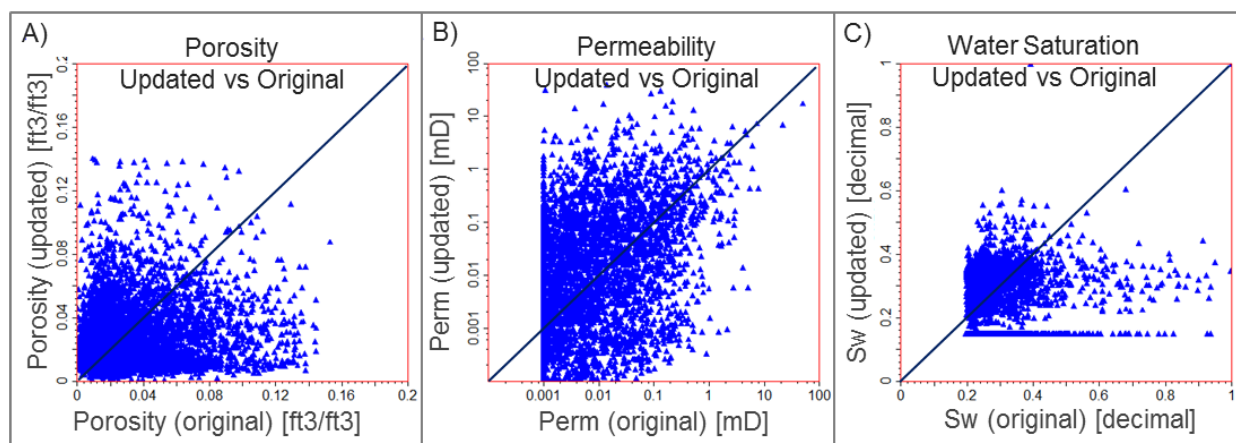 A)
Porosity
Updated vs Original
Porosity (updated) [ft3/ft3]
0.2
0.16
0.12
0.08
0.04
0
0 0.04 0.08 0.12 0.16 0.2
Porosity (original) [ft3/ft3]
B)
Permeability
Updated vs Original
Perm (updated) [mD]
100
10
1
0.1
0.01
0.001
0.001 0.01 0.1 1 10 100
Perm (original) [mD]
C)
Water Saturation
Updated vs Original
Sw (updated) [decimal]
1
0.8
0.6
0.4
0.2
0
0 0.2 0.4 0.6 0.8 1
Sw (original) [decimal]